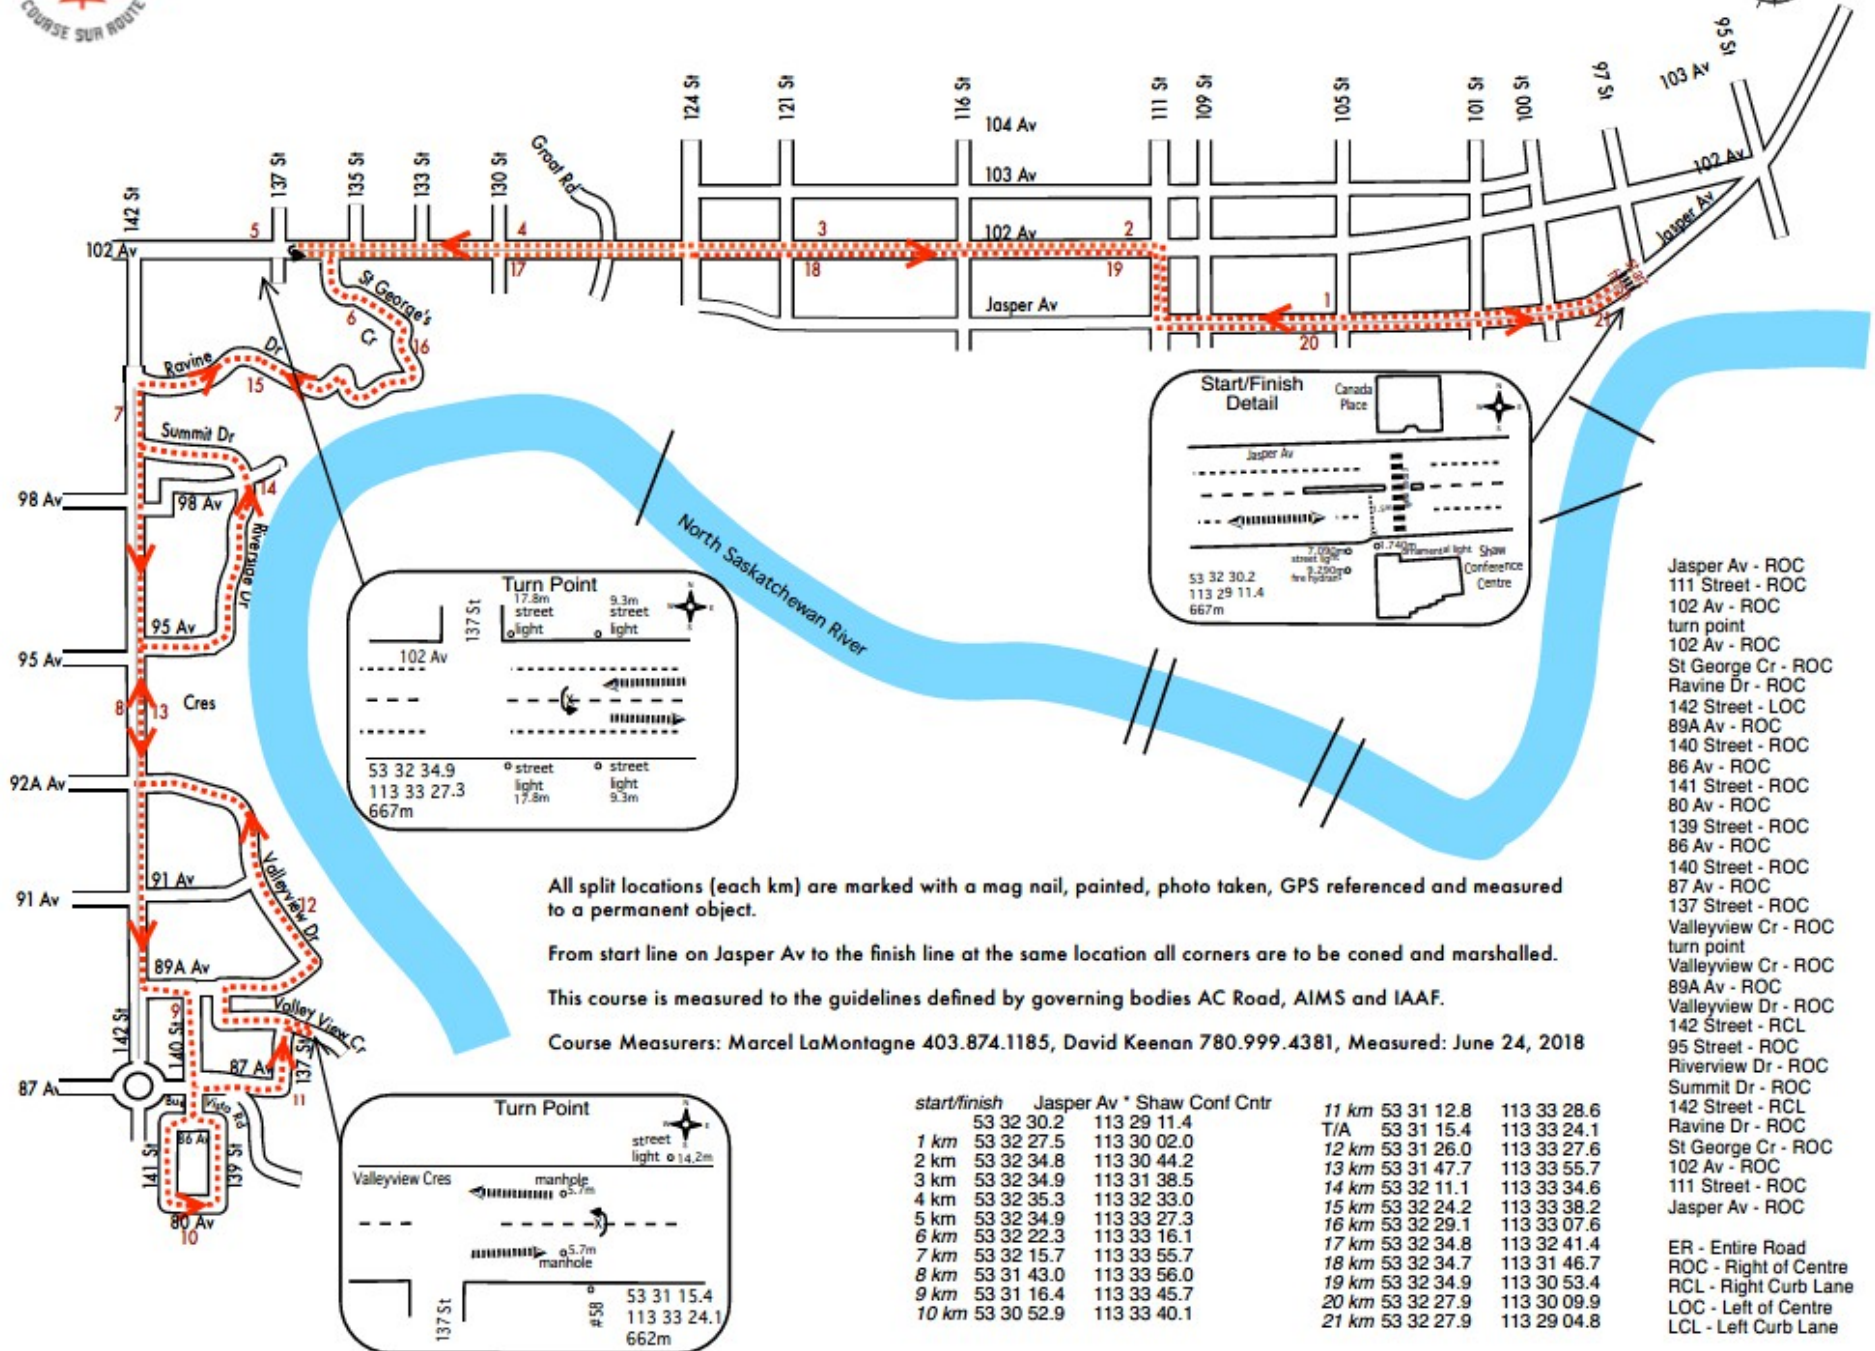 COURSE SUR ROUTE
95 St
103 Av
97 St
100 St
101 St
105 St
109 St
111 St
116 St
121 St
124 St
104 Av
103 Av
102 Av
Groat Rd
130 St
133 St
135 St
137 St
142 St
102 Av
5
4
3
102 Av
2
Jasper Av
17
18
19
St George's
Cr
6
16
Jasper Av
1
20
21
Ravine
Dr
15
7
Summit Dr
98 Av
98 Av
14
Riverside Dr
95 Av
95 Av
8
13
Cres
92A Av
91 Av
91 Av
Valleyview Dr
12
89A Av
Valley View Cr
9
142 St
140 St
137 St
87 Av
87 Av
11
Vista Rd
86 Av
141 St
139 St
80 Av
10
North Saskatchewan River
Start/Finish
Detail
Canada
Place
N
Jasper Av
7.090m
street light
9.290m
fire hydrant
1.740m
ornamental light
Shaw
Conference
Centre
53 32 30.2
113 29 11.4
667m
Turn Point
137 St
17.8m
street
light
9.3m
street
light
N
102 Av
53 32 34.9
113 33 27.3
667m
street
light
17.8m
street
light
9.3m
All split locations (each km) are marked with a mag nail, painted, photo taken, GPS referenced and measured
to a permanent object.
From start line on Jasper Av to the finish line at the same location all corners are to be coned and marshalled.
This course is measured to the guidelines defined by governing bodies AC Road, AIMS and IAAF.
Course Measurers: Marcel LaMontagne 403.874.1185, David Keenan 780.999.4381, Measured: June 24, 2018
Turn Point
N
street
light 14.2m
Valleyview Cres
manhole
5.7m
5.7m
manhole
137 St
#58
53 31 15.4
113 33 24.1
662m
start/finish Jasper Av * Shaw Conf Cntr
53 32 30.2 113 29 11.4
1 km 53 32 27.5 113 30 02.0
2 km 53 32 34.8 113 30 44.2
3 km 53 32 34.9 113 31 38.5
4 km 53 32 35.3 113 32 33.0
5 km 53 32 34.9 113 33 27.3
6 km 53 32 22.3 113 33 16.1
7 km 53 32 15.7 113 33 55.7
8 km 53 31 43.0 113 33 56.0
9 km 53 31 16.4 113 33 45.7
10 km 53 30 52.9 113 33 40.1
11 km 53 31 12.8 113 33 28.6
T/A 53 31 15.4 113 33 24.1
12 km 53 31 26.0 113 33 27.6
13 km 53 31 47.7 113 33 55.7
14 km 53 32 11.1 113 33 34.6
15 km 53 32 24.2 113 33 38.2
16 km 53 32 29.1 113 33 07.6
17 km 53 32 34.8 113 32 41.4
18 km 53 32 34.7 113 31 46.7
19 km 53 32 34.9 113 30 53.4
20 km 53 32 27.9 113 30 09.9
21 km 53 32 27.9 113 29 04.8
Jasper Av - ROC
111 Street - ROC
102 Av - ROC
turn point
102 Av - ROC
St George Cr - ROC
Ravine Dr - ROC
142 Street - LOC
89A Av - ROC
140 Street - ROC
86 Av - ROC
141 Street - ROC
80 Av - ROC
139 Street - ROC
86 Av - ROC
140 Street - ROC
87 Av - ROC
137 Street - ROC
Valleyview Cr - ROC
turn point
Valleyview Cr - ROC
89A Av - ROC
Valleyview Dr - ROC
142 Street - RCL
95 Street - ROC
Riverview Dr - ROC
Summit Dr - ROC
142 Street - RCL
Ravine Dr - ROC
St George Cr - ROC
102 Av - ROC
111 Street - ROC
Jasper Av - ROC
ER - Entire Road
ROC - Right of Centre
RCL - Right Curb Lane
LOC - Left of Centre
LCL - Left Curb Lane